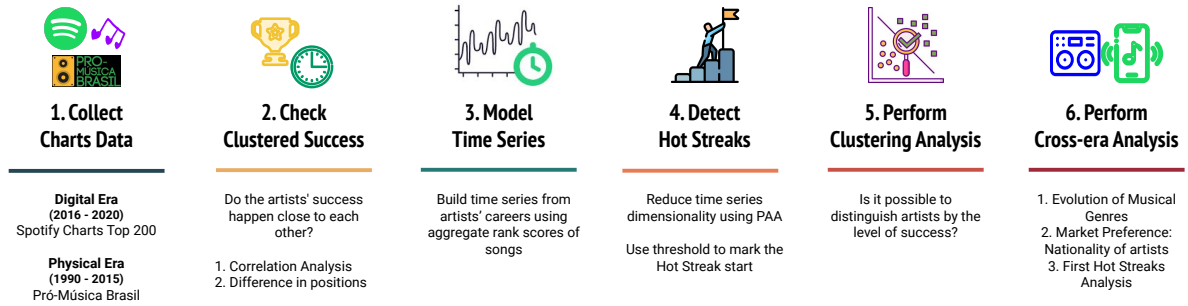 PRO-
MÚSICA
BRASIL
1. Collect
Charts Data
Digital Era
(2016 - 2020)
Spotify Charts Top 200
Physical Era
(1990 - 2015)
Pró-Música Brasil
2. Check
Clustered Success
Do the artists' success
happen close to each
other?
1. Correlation Analysis
2. Difference in positions
3. Model
Time Series
Build time series from
artists’ careers using
aggregate rank scores of
songs
4. Detect
Hot Streaks
Reduce time series
dimensionality using PAA
Use threshold to mark the
Hot Streak start
5. Perform
Clustering Analysis
Is it possible to
distinguish artists by the
level of success?
6. Perform
Cross-era Analysis
1. Evolution of Musical
Genres
2. Market Preference:
Nationality of artists
3. First Hot Streaks
Analysis